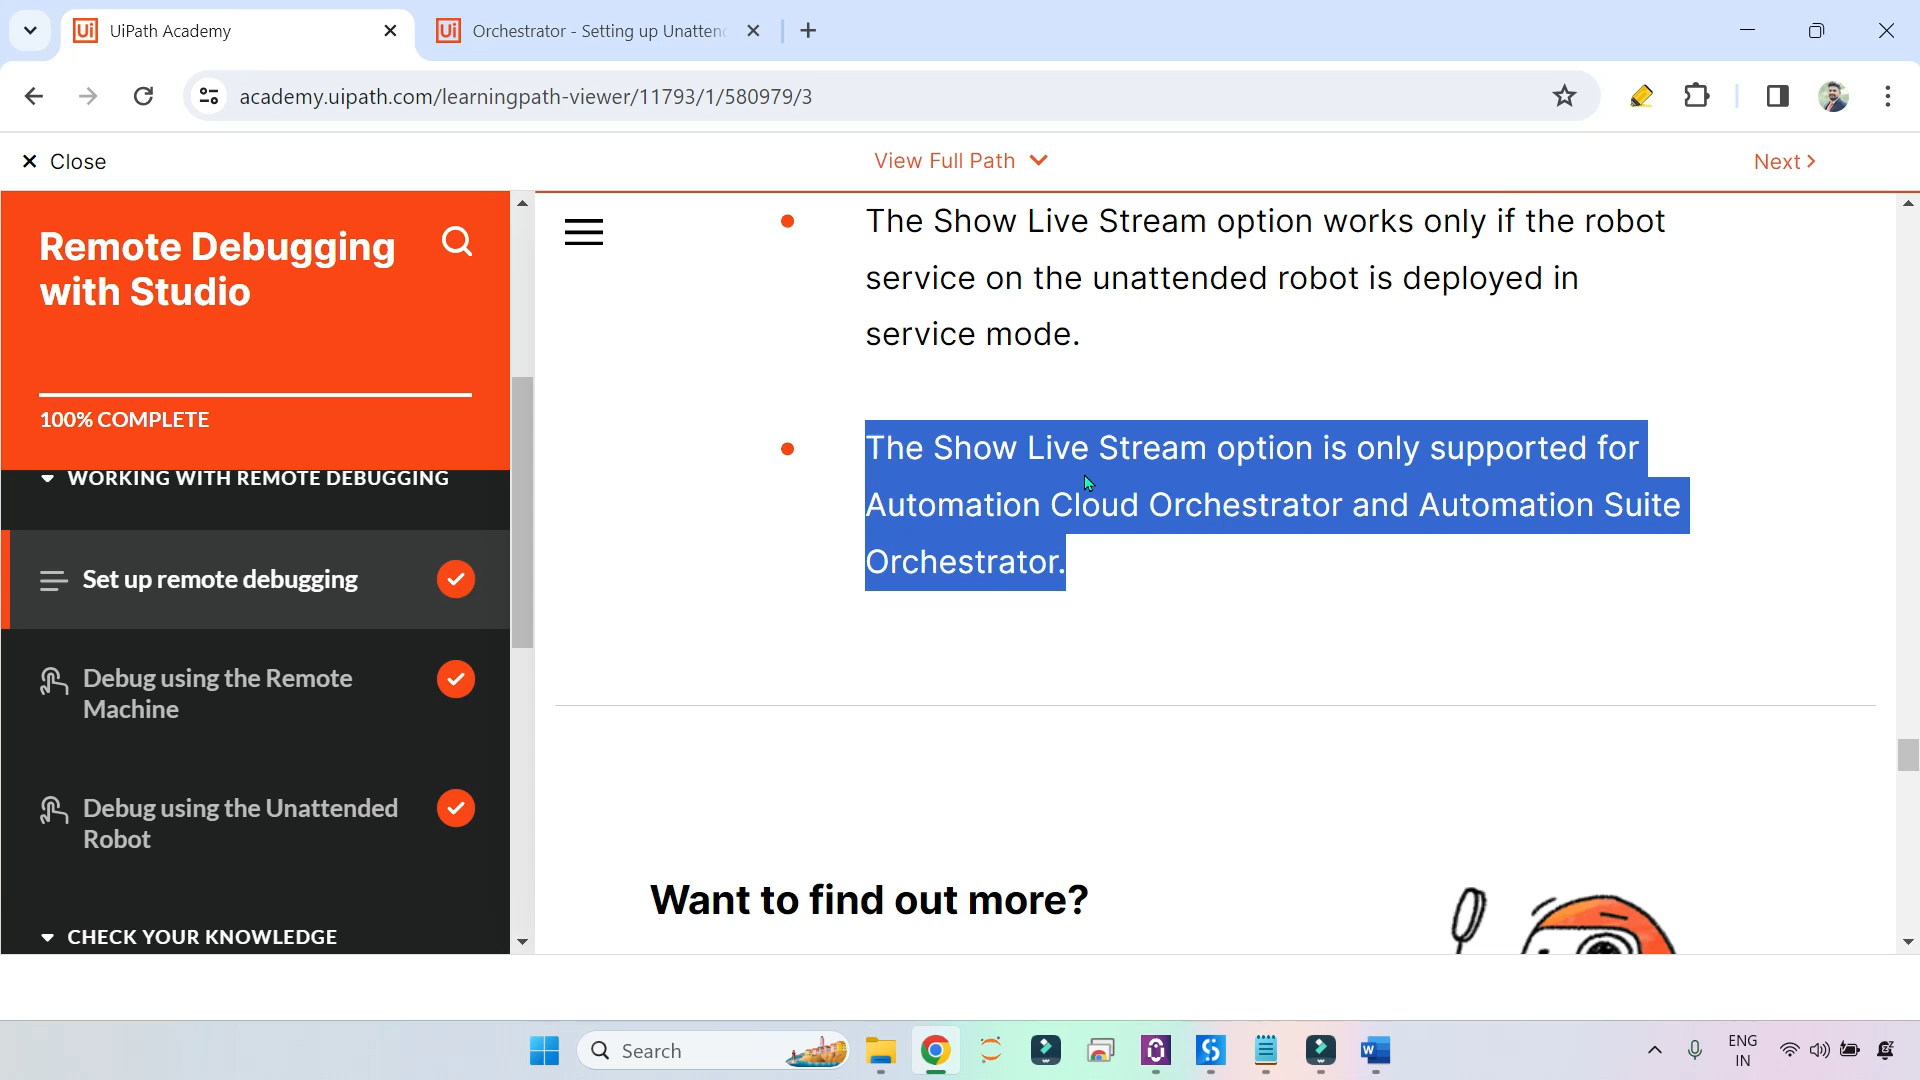 UiPath Academy
Orchestrator - Setting up Unatten
academy.uipath.com/learningpath-viewer/11793/1/580979/3
Close
View Full Path
Next
Remote Debugging
with Studio
100% COMPLETE
WORKING WITH REMOTE DEBUGGING
Set up remote debugging
Debug using the Remote
Machine
Debug using the Unattended
Robot
CHECK YOUR KNOWLEDGE
The Show Live Stream option works only if the robot
service on the unattended robot is deployed in
service mode.
The Show Live Stream option is only supported for
Automation Cloud Orchestrator and Automation Suite
Orchestrator.
Want to find out more?
Search
ENG
IN